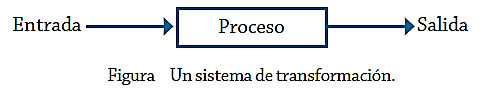 Entrada Proceso Salida
Figura Un sistema de transformación.